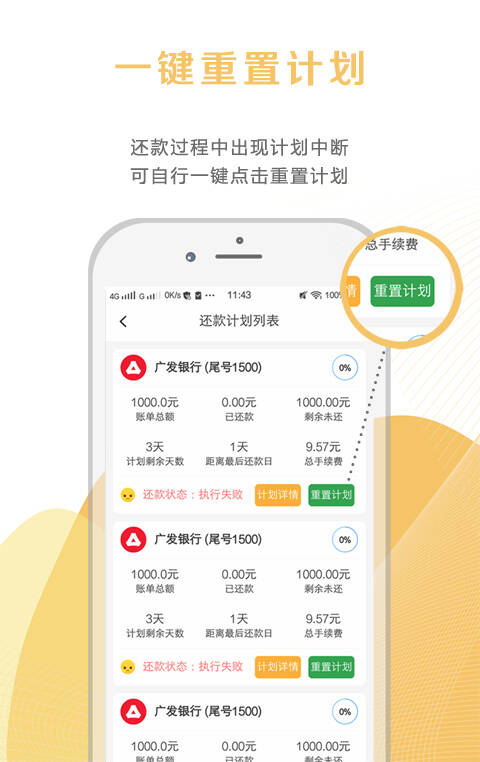 一键重置计划
还款过程中出现计划中断
可自行一键点击重置计划
总手续费
情 重置计划
4G G 0K/s ··· 11:43 100%
还款计划列表
广发银行 (尾号1500) 0%
1000.0元 0.00元 1000.00元
账单总额 已还款 剩余未还
3天 1天 9.57元
计划剩余天数 距离最后还款日 总手续费
还款状态：执行失败 计划详情 重置计划
广发银行 (尾号1500) 0%
1000.0元 0.00元 1000.00元
账单总额 已还款 剩余未还
3天 1天 9.57元
计划剩余天数 距离最后还款日 总手续费
还款状态：执行失败 计划详情 重置计划
广发银行 (尾号1500) 0%
1000.0元 0.00元 1000.00元